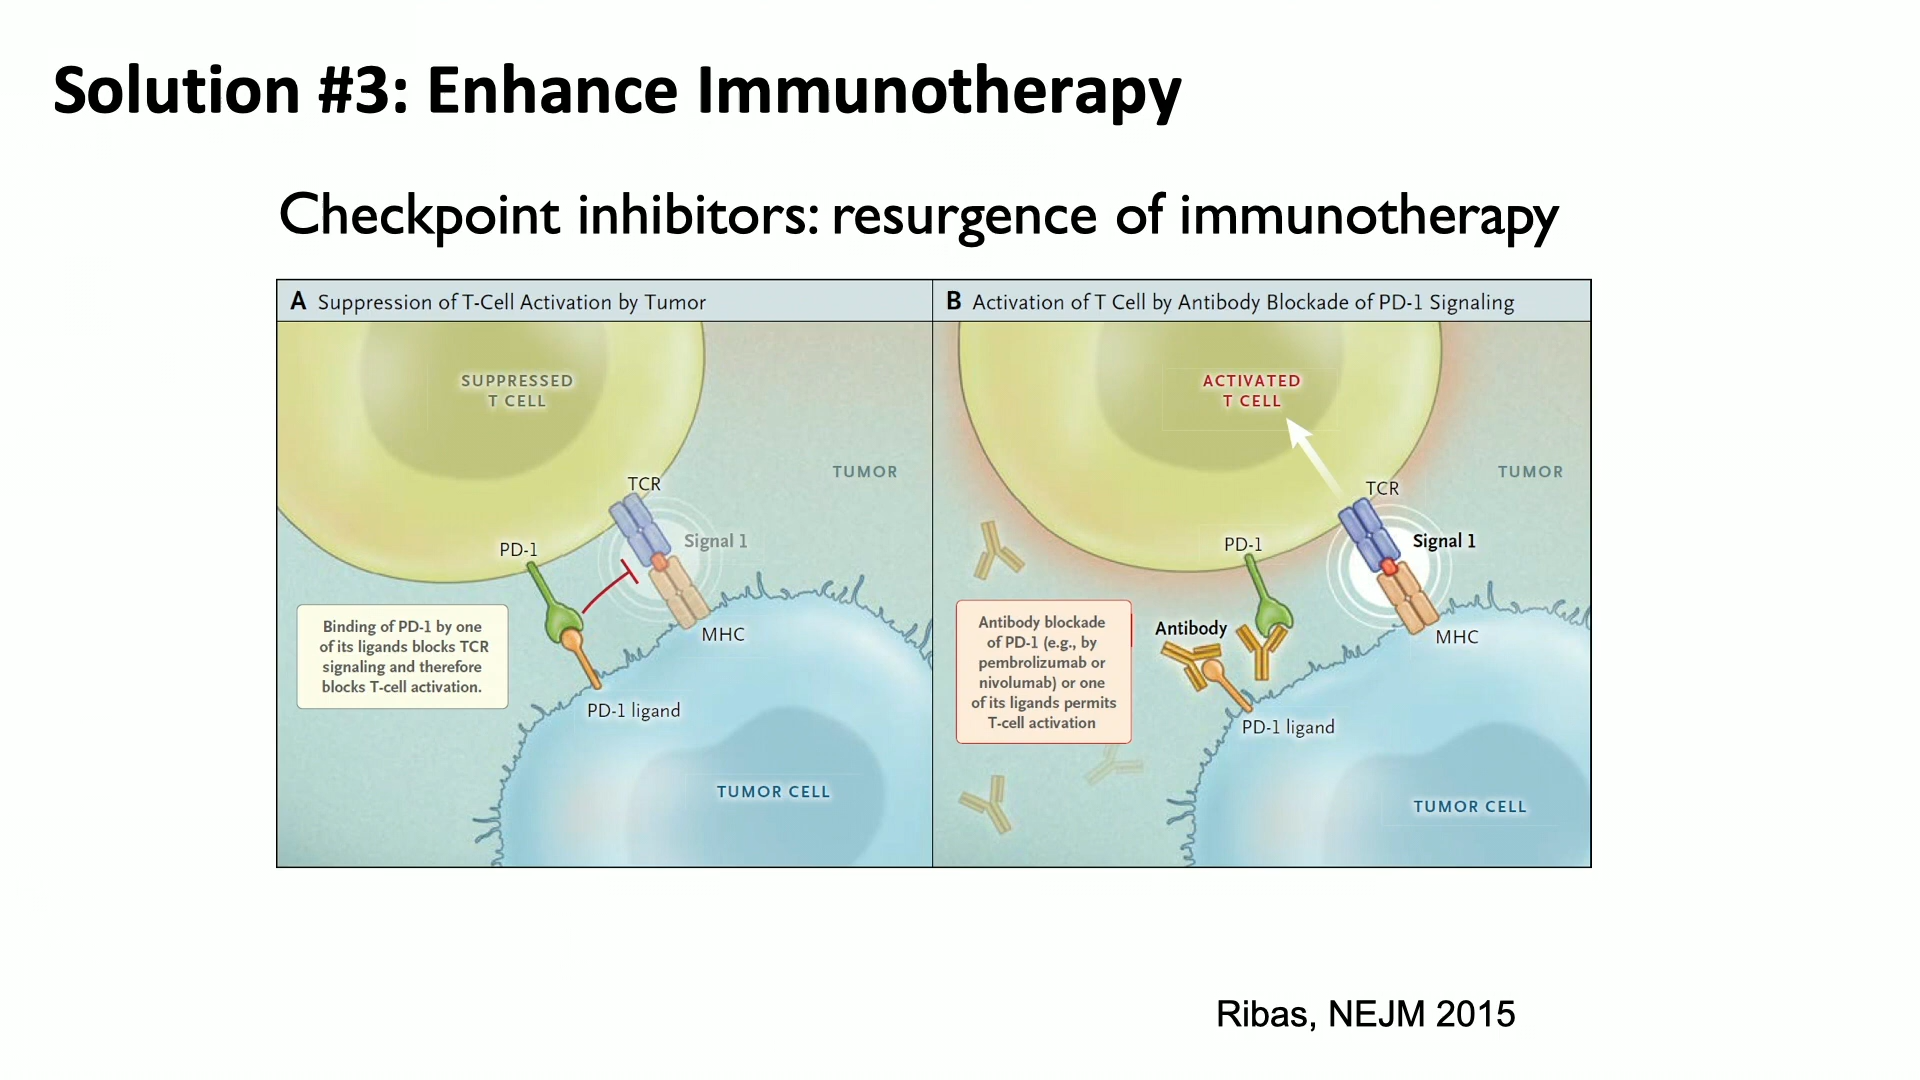 Solution #3: Enhance Immunotherapy
Checkpoint inhibitors: resurgence of immunotherapy
A Suppression of T-Cell Activation by Tumor
SUPPRESSED
T CELL
TUMOR
TCR
Signal 1
PD-1
Binding of PD-1 by one
of its ligands blocks TCR
signaling and therefore
blocks T-cell activation.
MHC
PD-1 ligand
TUMOR CELL
B Activation of T Cell by Antibody Blockade of PD-1 Signaling
ACTIVATED
T CELL
TUMOR
TCR
Signal 1
PD-1
Antibody blockade
of PD-1 (e.g., by
pembrolizumab or
nivolumab) or one
of its ligands permits
T-cell activation
Antibody
MHC
PD-1 ligand
TUMOR CELL
Ribas, NEJM 2015